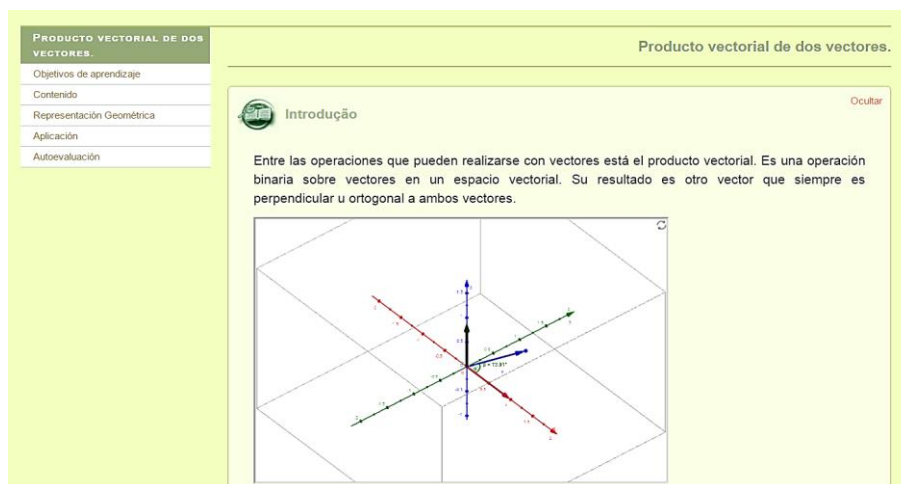 PRODUCTO VECTORIAL DE DOS
VECTORES.
Objetivos de aprendizaje
Contenido
Representación Geométrica
Aplicación
Autoevaluación
Producto vectorial de dos vectores.
Ocultar
Introdução
Entre las operaciones que pueden realizarse con vectores está el producto vectorial. Es una operación
binaria sobre vectores en un espacio vectorial. Su resultado es otro vector que siempre es
perpendicular u ortogonal a ambos vectores.